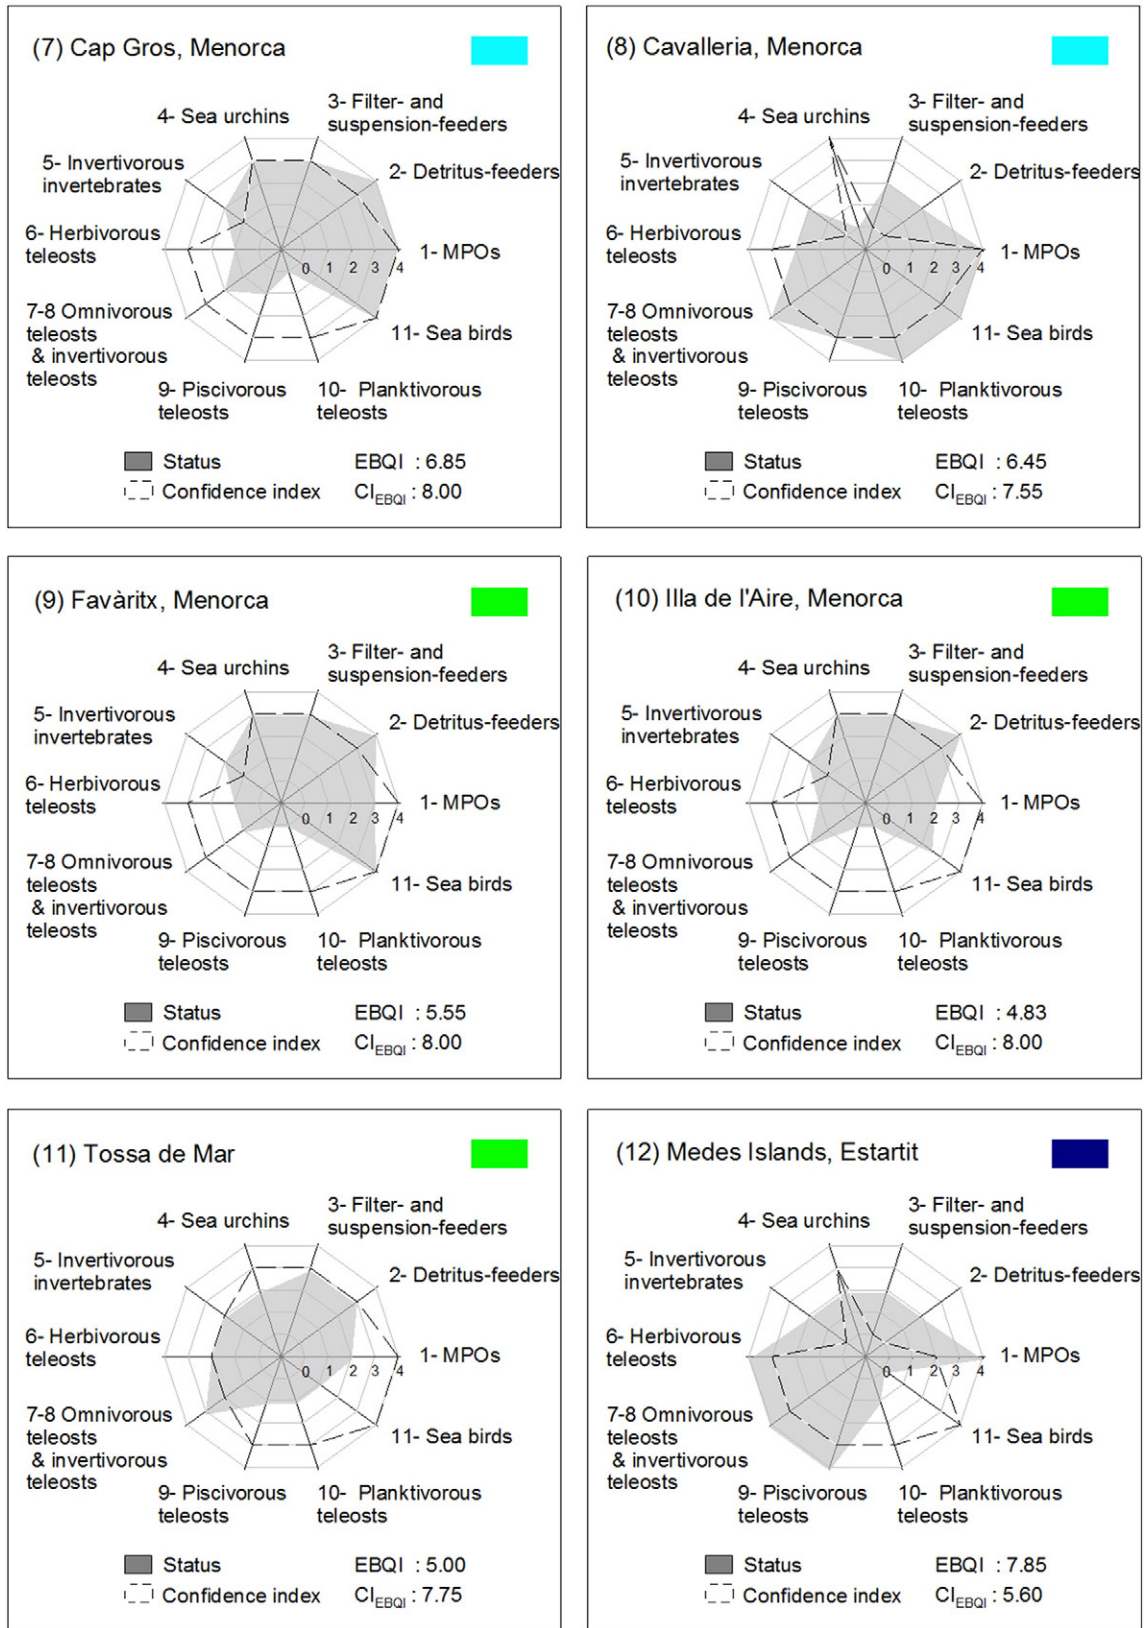 (7) Cap Gros, Menorca
3- Filter- and
suspension-feeders
4- Sea urchins
5- Invertivorous
invertebrates
2- Detritus-feeders
6- Herbivorous
teleosts
1- MPOs
0 1 2 3 4
7-8 Omnivorous
teleosts
& invertivorous
teleosts
11- Sea birds
9- Piscivorous
teleosts
10- Planktivorous
teleosts
Status
EBQI : 6.85
Confidence index
CI_EBQI : 8.00
(8) Cavalleria, Menorca
3- Filter- and
suspension-feeders
4- Sea urchins
5- Invertivorous
invertebrates
2- Detritus-feeders
6- Herbivorous
teleosts
1- MPOs
0 1 2 3 4
7-8 Omnivorous
teleosts
& invertivorous
teleosts
11- Sea birds
9- Piscivorous
teleosts
10- Planktivorous
teleosts
Status
EBQI : 6.45
Confidence index
CI_EBQI : 7.55
(9) Favàritx, Menorca
3- Filter- and
suspension-feeders
4- Sea urchins
5- Invertivorous
invertebrates
2- Detritus-feeders
6- Herbivorous
teleosts
1- MPOs
0 1 2 3 4
7-8 Omnivorous
teleosts
& invertivorous
teleosts
11- Sea birds
9- Piscivorous
teleosts
10- Planktivorous
teleosts
Status
EBQI : 5.55
Confidence index
CI_EBQI : 8.00
(10) Illa de l'Aire, Menorca
3- Filter- and
suspension-feeders
4- Sea urchins
5- Invertivorous
invertebrates
2- Detritus-feeders
6- Herbivorous
teleosts
1- MPOs
0 1 2 3 4
7-8 Omnivorous
teleosts
& invertivorous
teleosts
11- Sea birds
9- Piscivorous
teleosts
10- Planktivorous
teleosts
Status
EBQI : 4.83
Confidence index
CI_EBQI : 8.00
(11) Tossa de Mar
3- Filter- and
suspension-feeders
4- Sea urchins
5- Invertivorous
invertebrates
2- Detritus-feeders
6- Herbivorous
teleosts
1- MPOs
0 1 2 3 4
7-8 Omnivorous
teleosts
& invertivorous
teleosts
11- Sea birds
9- Piscivorous
teleosts
10- Planktivorous
teleosts
Status
EBQI : 5.00
Confidence index
CI_EBQI : 7.75
(12) Medes Islands, Estartit
3- Filter- and
suspension-feeders
4- Sea urchins
5- Invertivorous
invertebrates
2- Detritus-feeders
6- Herbivorous
teleosts
1- MPOs
0 1 2 3 4
7-8 Omnivorous
teleosts
& invertivorous
teleosts
11- Sea birds
9- Piscivorous
teleosts
10- Planktivorous
teleosts
Status
EBQI : 7.85
Confidence index
CI_EBQI : 5.60